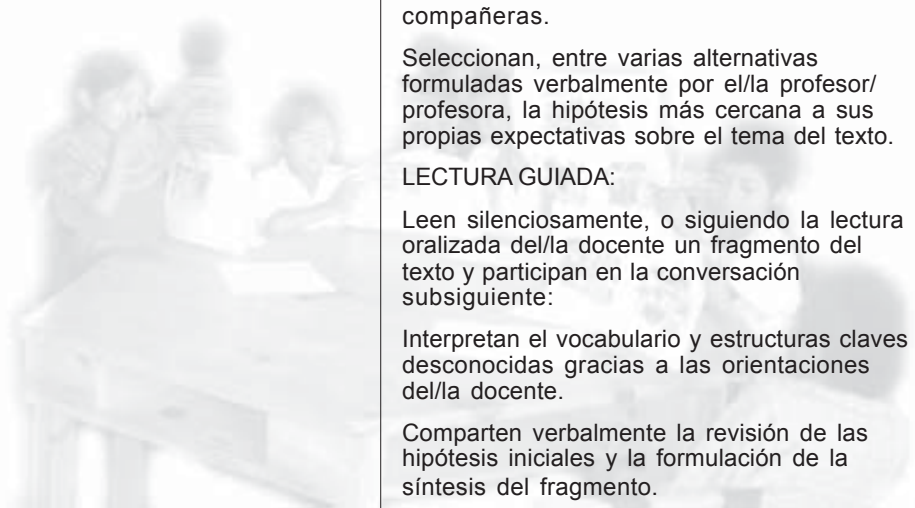 compañeras.
Seleccionan, entre varias alternativas
formuladas verbalmente por el/la profesor/
profesora, la hipótesis más cercana a sus
propias expectativas sobre el tema del texto.
LECTURA GUIADA:
Leen silenciosamente, o siguiendo la lectura
oralizada del/la docente un fragmento del
texto y participan en la conversación
subsiguiente:
Interpretan el vocabulario y estructuras claves
desconocidas gracias a las orientaciones
del/la docente.
Comparten verbalmente la revisión de las
hipótesis iniciales y la formulación de la
síntesis del fragmento.